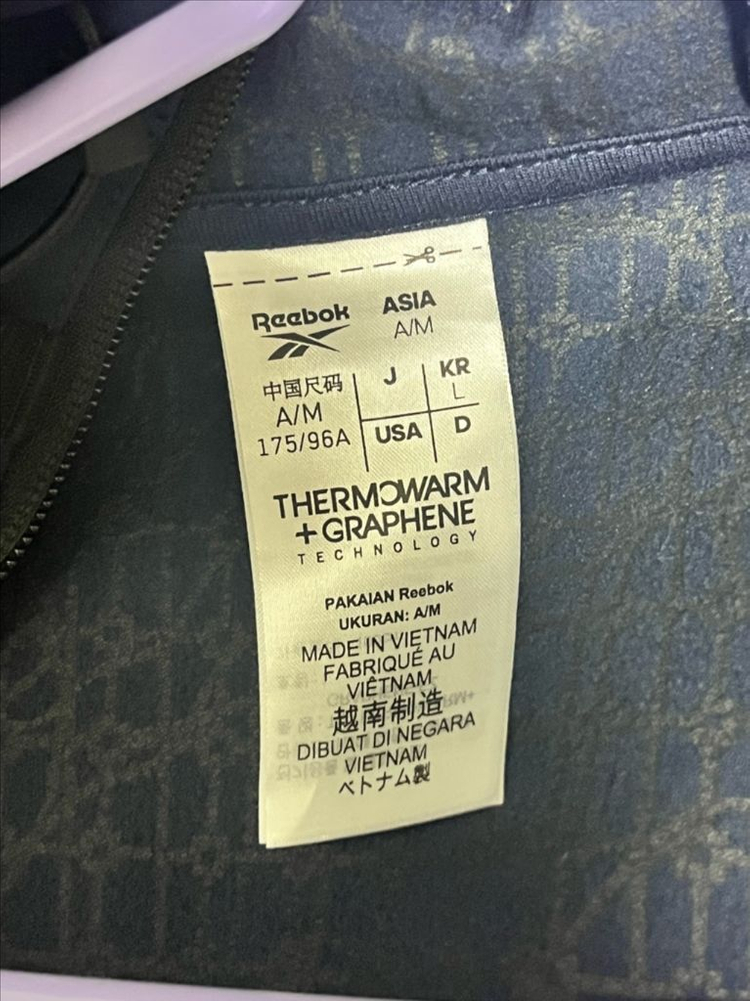 Reebok
ASIA
A/M
中国尺码
A/M
175/96A
J
KR
L
USA
D
THERMOWARM
+GRAPHENE
TECHNOLOGY
PAKAIAN Reebok
UKURAN: A/M
MADE IN VIETNAM
FABRIQUÉ AU
VIÊTNAM
越南制造
DIBUAT DI NEGARA
VIETNAM
ベトナム製